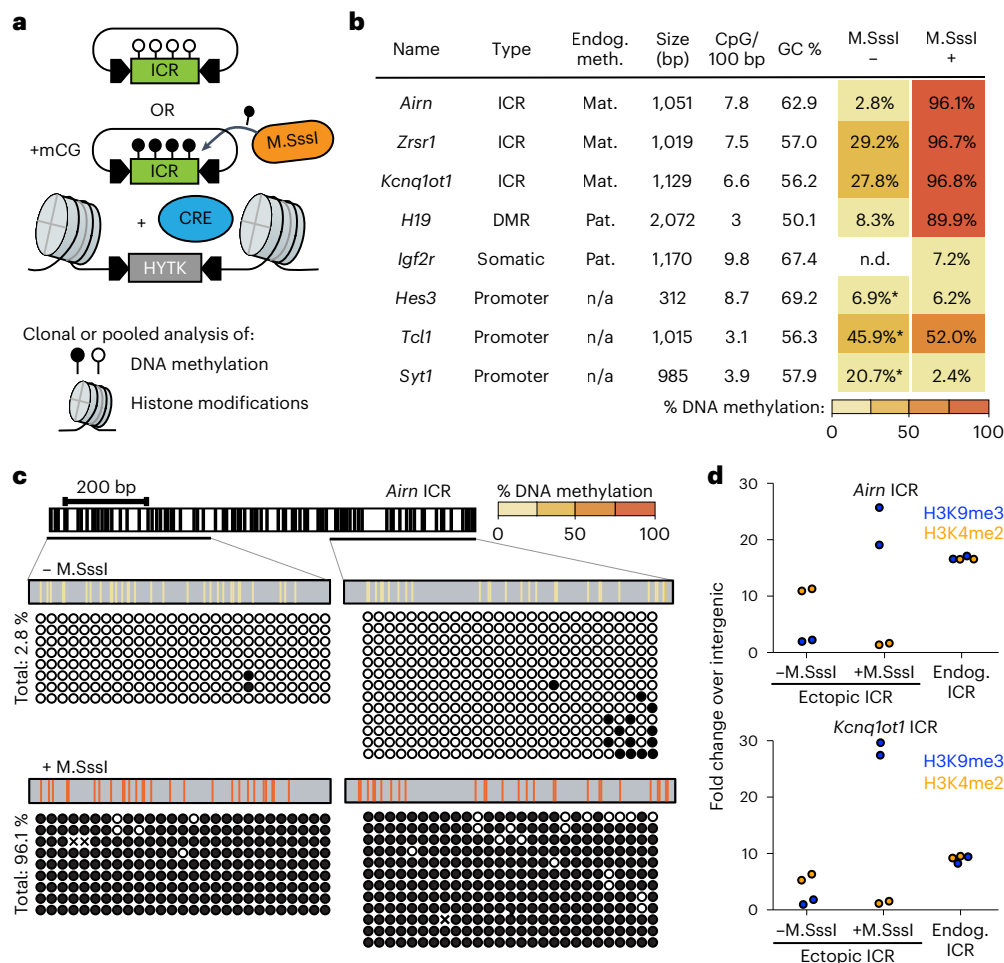 a
ICR
OR
+mCG
M.SssI
ICR
+ CRE
HYTK
Clonal or pooled analysis of:
DNA methylation
Histone modifications
b
Name Type Endog. meth. Size (bp) CpG/ 100 bp GC % M.SssI − M.SssI +
Airn ICR Mat. 1,051 7.8 62.9 2.8% 96.1%
Zrsr1 ICR Mat. 1,019 7.5 57.0 29.2% 96.7%
Kcnq1ot1 ICR Mat. 1,129 6.6 56.2 27.8% 96.8%
H19 DMR Pat. 2,072 3 50.1 8.3% 89.9%
Igf2r Somatic Pat. 1,170 9.8 67.4 n.d. 7.2%
Hes3 Promoter n/a 312 8.7 69.2 6.9%* 6.2%
Tcl1 Promoter n/a 1,015 3.1 56.3 45.9%* 52.0%
Syt1 Promoter n/a 985 3.9 57.9 20.7%* 2.4%
% DNA methylation:
0 50 100
c
200 bp
Airn ICR
% DNA methylation
0 50 100
− M.SssI
Total: 2.8 %
+ M.SssI
Total: 96.1 %
d
Fold change over intergenic
30
20
10
0
Airn ICR
H3K9me3
H3K4me2
−M.SssI +M.SssI Endog. ICR
Ectopic ICR
30
20
10
0
Kcnq1ot1 ICR
H3K9me3
H3K4me2
−M.SssI +M.SssI Endog. ICR
Ectopic ICR